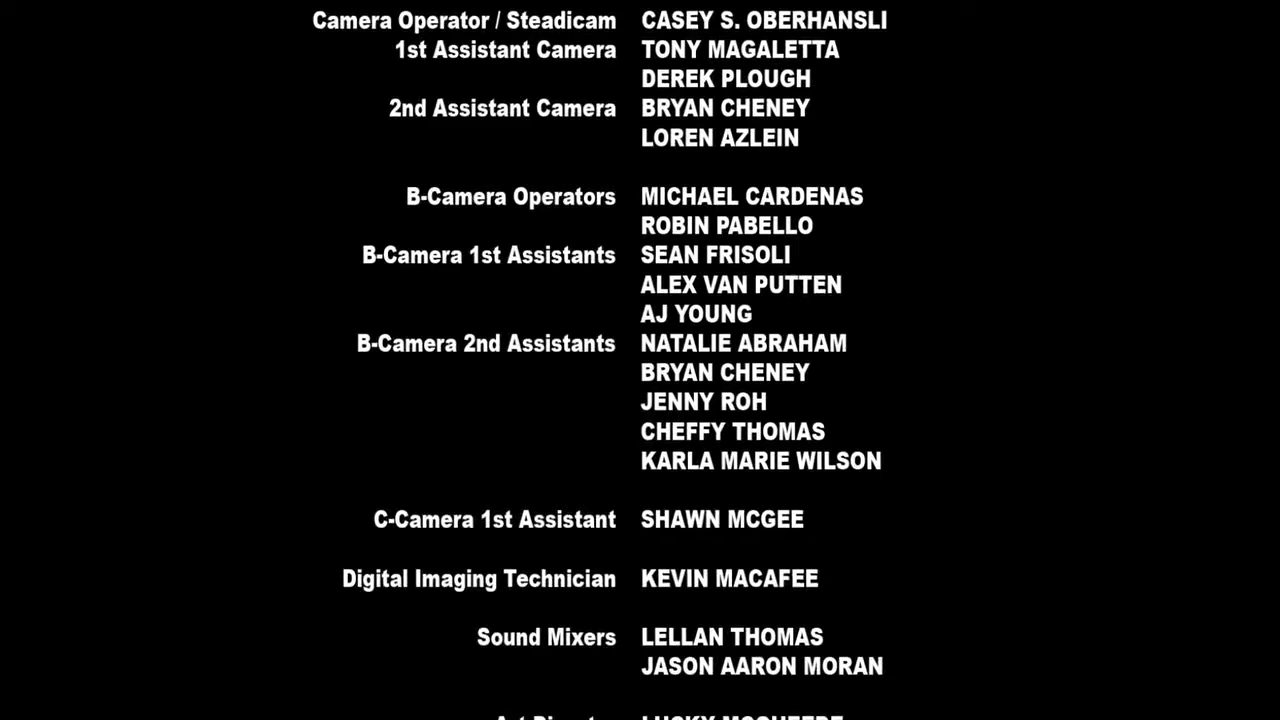 Camera Operator / Steadicam CASEY S. OBERHANSLI
1st Assistant Camera TONY MAGALETTA
DEREK PLOUGH
2nd Assistant Camera BRYAN CHENEY
LOREN AZLEIN
B-Camera Operators MICHAEL CARDENAS
ROBIN PABELLO
B-Camera 1st Assistants SEAN FRISOLI
ALEX VAN PUTTEN
AJ YOUNG
B-Camera 2nd Assistants NATALIE ABRAHAM
BRYAN CHENEY
JENNY ROH
CHEFFY THOMAS
KARLA MARIE WILSON
C-Camera 1st Assistant SHAWN MCGEE
Digital Imaging Technician KEVIN MACAFEE
Sound Mixers LELLAN THOMAS
JASON AARON MORAN